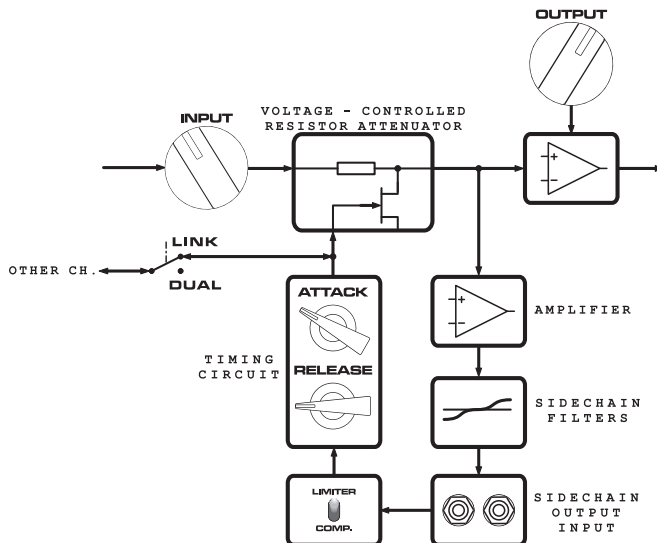 OUTPUT
VOLTAGE - CONTROLLED
RESISTOR ATTENUATOR
INPUT
LINK
OTHER CH.
DUAL
ATTACK
AMPLIFIER
TIMING
CIRCUIT
RELEASE
SIDECHAIN
FILTERS
LIMITER
COMP.
SIDECHAIN
OUTPUT
INPUT